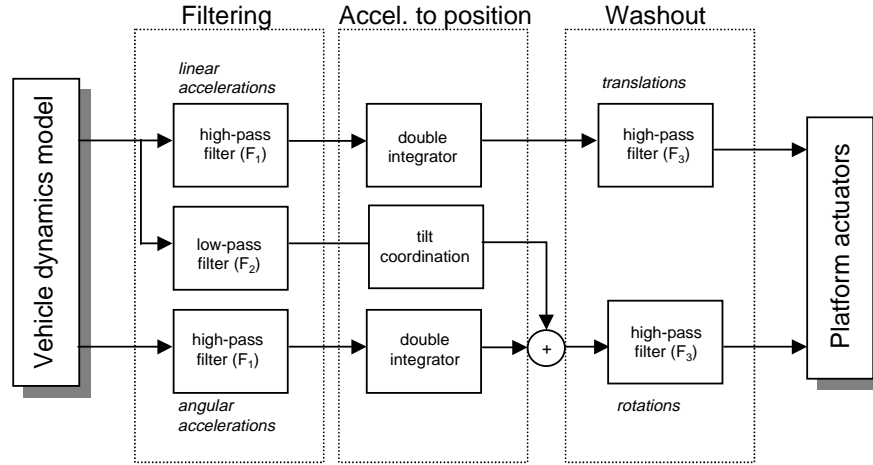 Filtering
Accel. to position
Washout
Vehicle dynamics model
linear
accelerations
high-pass
filter (F₁)
double
integrator
translations
high-pass
filter (F₃)
low-pass
filter (F₂)
tilt
coordination
high-pass
filter (F₁)
double
integrator
+
high-pass
filter (F₃)
angular
accelerations
rotations
Platform actuators